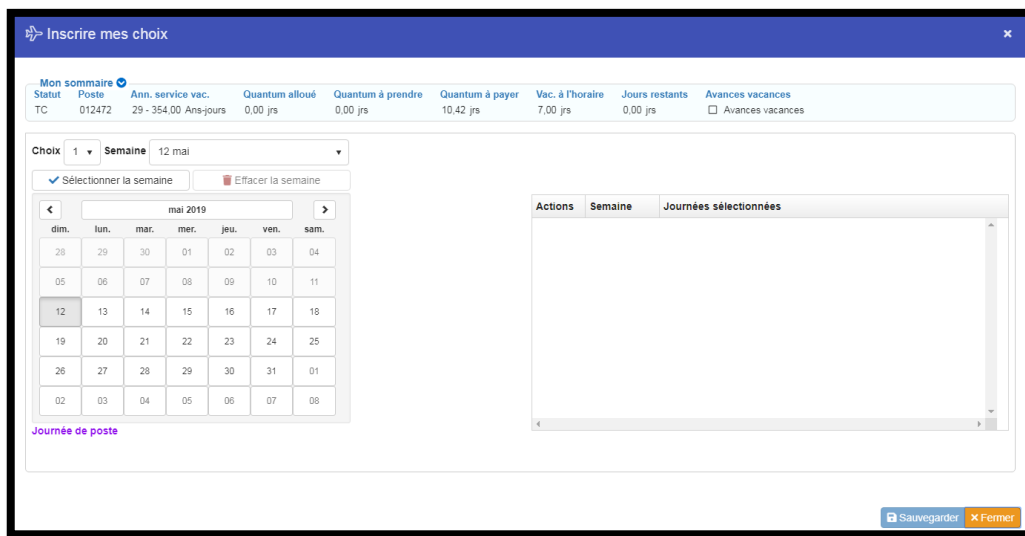 Inscrire mes choix ×
Mon sommaire
Statut Poste Ann. service vac. Quantum alloué Quantum à prendre Quantum à payer Vac. à l'horaire Jours restants Avances vacances
TC 012472 29 - 354,00 Ans-jours 0,00 jrs 0,00 jrs 10,42 jrs 7,00 jrs 0,00 jrs Avances vacances
Choix 1 Semaine 12 mai
Sélectionner la semaine Effacer la semaine
mai 2019
Actions Semaine Journées sélectionnées
dim. lun. mar. mer. jeu. ven. sam.
28 29 30 01 02 03 04
05 06 07 08 09 10 11
12 13 14 15 16 17 18
19 20 21 22 23 24 25
26 27 28 29 30 31 01
02 03 04 05 06 07 08
Journée de poste
Sauvegarder × Fermer